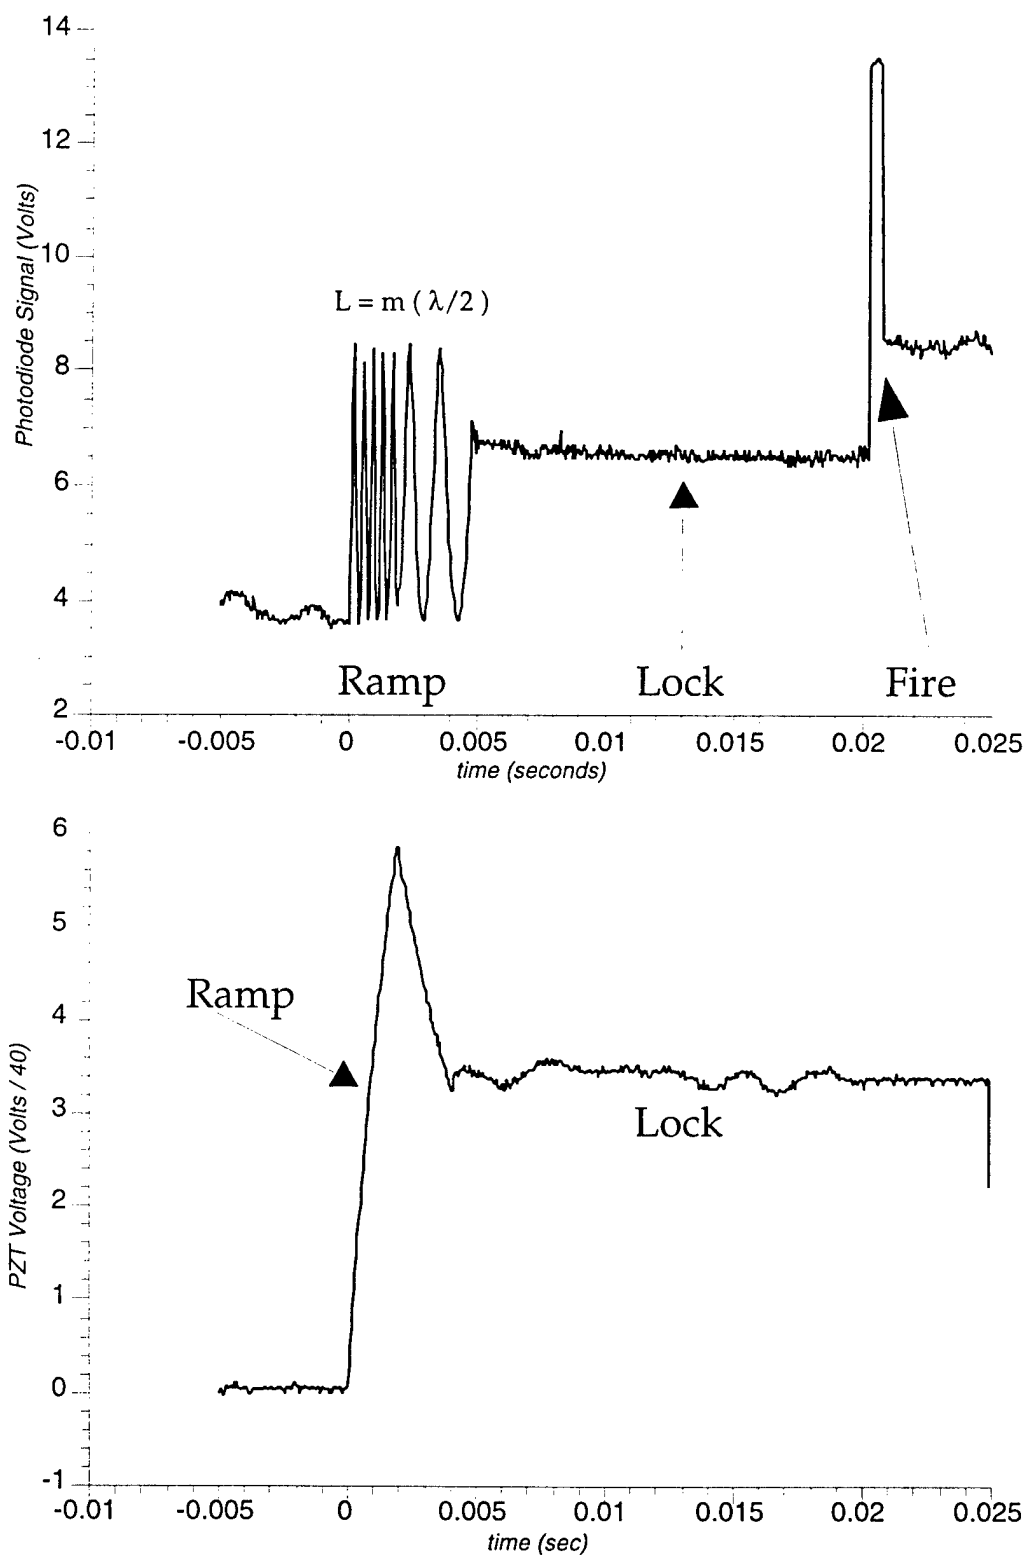 14
12
10
8
6
4
2
Photodiode Signal (Volts)
L = m ( λ/2 )
Ramp
Lock
Fire
-0.01 -0.005 0 0.005 0.01 0.015 0.02 0.025
time (seconds)
6
5
4
3
2
1
0
-1
PZT Voltage (Volts / 40)
Ramp
Lock
-0.01 -0.005 0 0.005 0.01 0.015 0.02 0.025
time (sec)